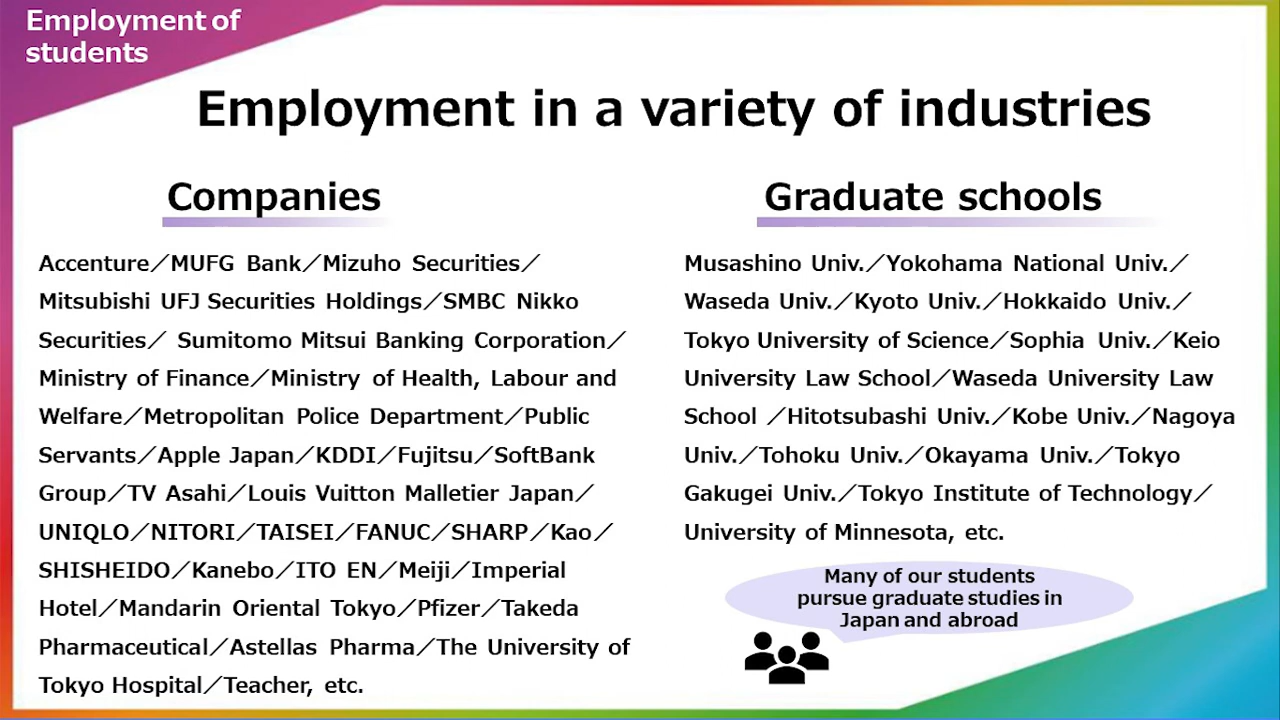 Employment of
students
Employment in a variety of industries
Companies
Accenture／MUFG Bank／Mizuho Securities／
Mitsubishi UFJ Securities Holdings／SMBC Nikko
Securities／ Sumitomo Mitsui Banking Corporation／
Ministry of Finance／Ministry of Health, Labour and
Welfare／Metropolitan Police Department／Public
Servants／Apple Japan／KDDI／Fujitsu／SoftBank
Group／TV Asahi／Louis Vuitton Malletier Japan／
UNIQLO／NITORI／TAISEI／FANUC／SHARP／Kao／
SHISHEIDO／Kanebo／ITO EN／Meiji／Imperial
Hotel／Mandarin Oriental Tokyo／Pfizer／Takeda
Pharmaceutical／Astellas Pharma／The University of
Tokyo Hospital／Teacher, etc.
Graduate schools
Musashino Univ.／Yokohama National Univ.／
Waseda Univ.／Kyoto Univ.／Hokkaido Univ.／
Tokyo University of Science／Sophia Univ.／Keio
University Law School／Waseda University Law
School ／Hitotsubashi Univ.／Kobe Univ.／Nagoya
Univ.／Tohoku Univ.／Okayama Univ.／Tokyo
Gakugei Univ.／Tokyo Institute of Technology／
University of Minnesota, etc.
Many of our students
pursue graduate studies in
Japan and abroad